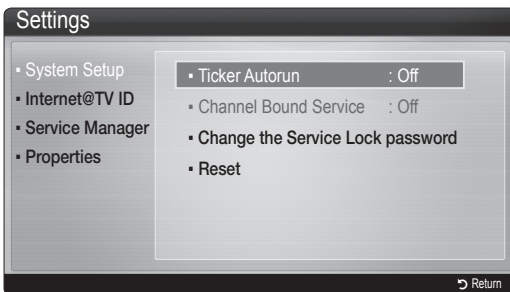 Settings
▪ System Setup
▪ Internet@TV ID
▪ Service Manager
▪ Properties
▪ Ticker Autorun : Off
▪ Channel Bound Service : Off
▪ Change the Service Lock password
▪ Reset
Return